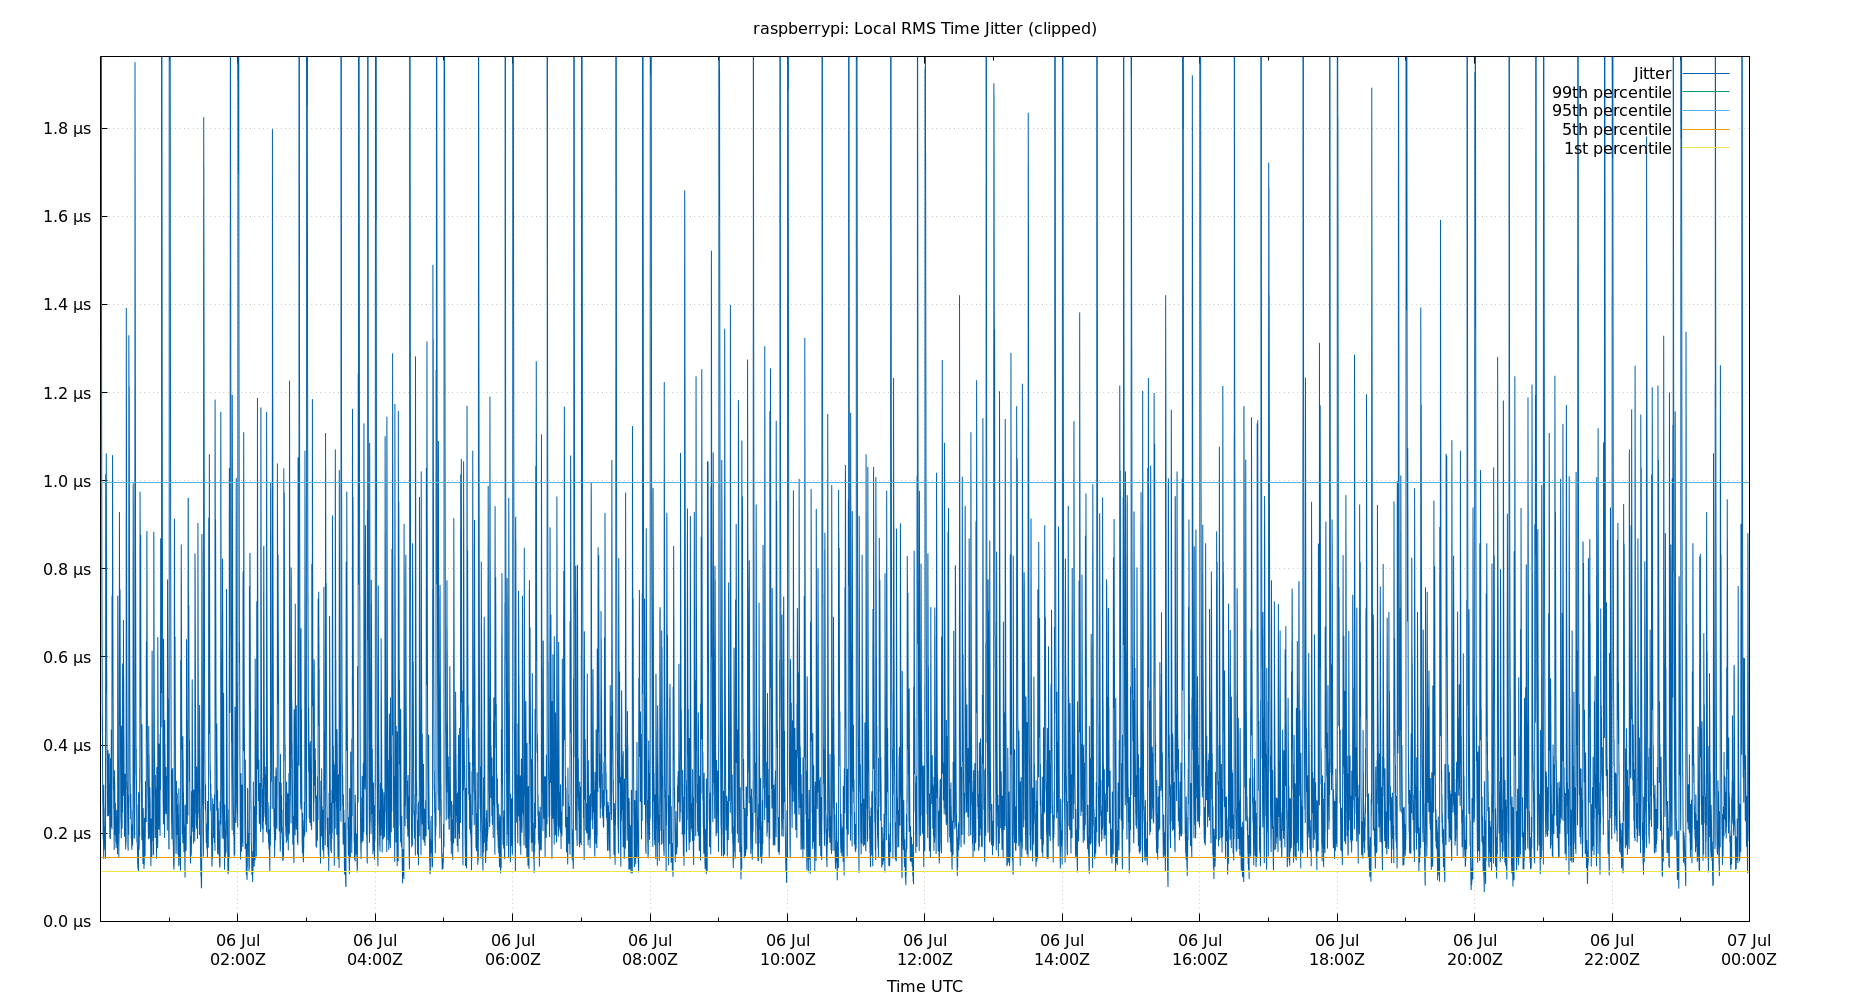 raspberrypi: Local RMS Time Jitter (clipped)
Jitter
99th percentile
95th percentile
5th percentile
1st percentile
1.8 µs
1.6 µs
1.4 µs
1.2 µs
1.0 µs
0.8 µs
0.6 µs
0.4 µs
0.2 µs
0.0 µs
06 Jul 06 Jul 06 Jul 06 Jul 06 Jul 06 Jul 06 Jul 06 Jul 06 Jul 06 Jul 06 Jul 07 Jul
02:00Z 04:00Z 06:00Z 08:00Z 10:00Z 12:00Z 14:00Z 16:00Z 18:00Z 20:00Z 22:00Z 00:00Z
Time UTC